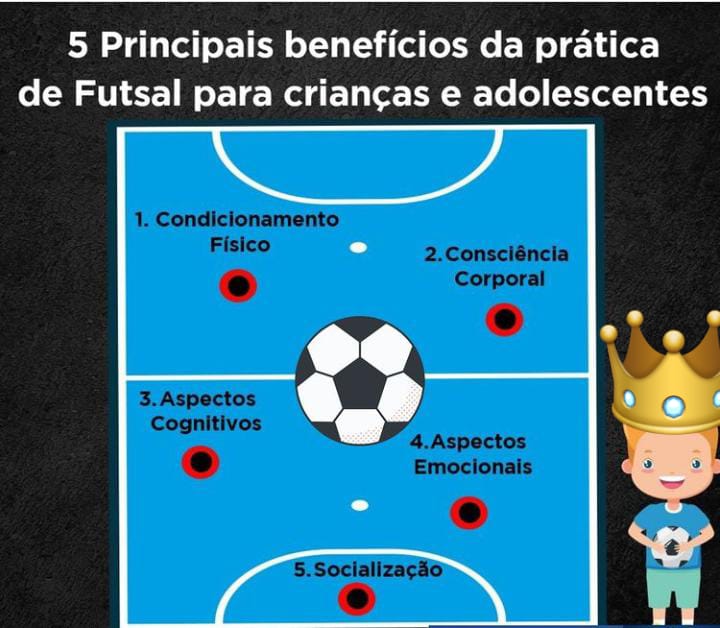 5 Principais benefícios da prática
de Futsal para crianças e adolescentes
1. Condicionamento
Físico
2.Consciência
Corporal
3.Aspectos
Cognitivos
4.Aspectos
Emocionais
5.Socialização